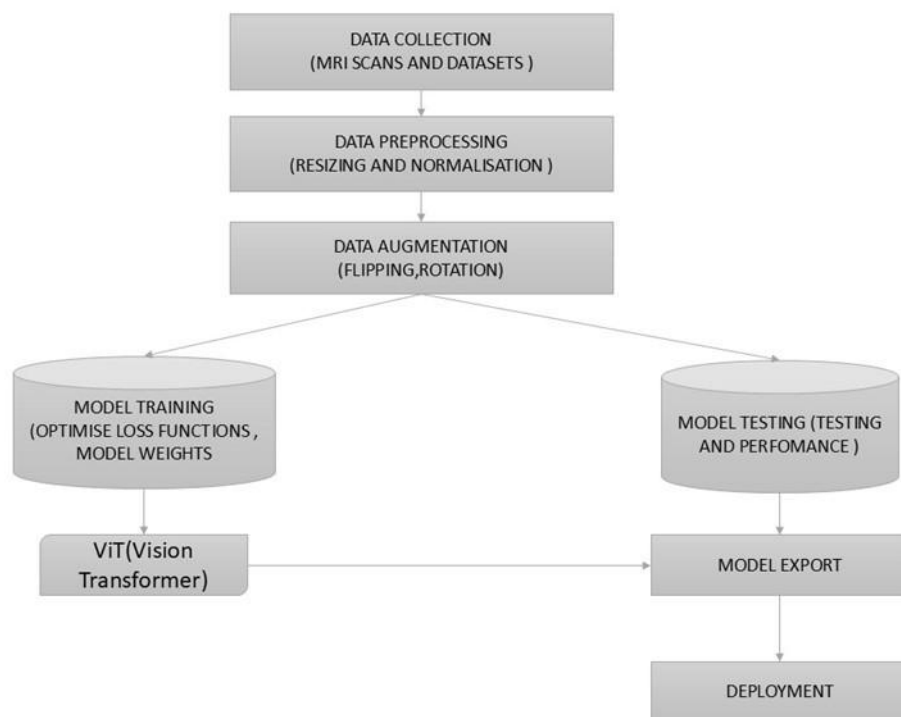 DATA COLLECTION
(MRI SCANS AND DATASETS )
DATA PREPROCESSING
(RESIZING AND NORMALISATION )
DATA AUGMENTATION
(FLIPPING,ROTATION)
MODEL TRAINING
(OPTIMISE LOSS FUNCTIONS ,
MODEL WEIGHTS
MODEL TESTING (TESTING
AND PERFOMANCE )
ViT(Vision
Transformer)
MODEL EXPORT
DEPLOYMENT